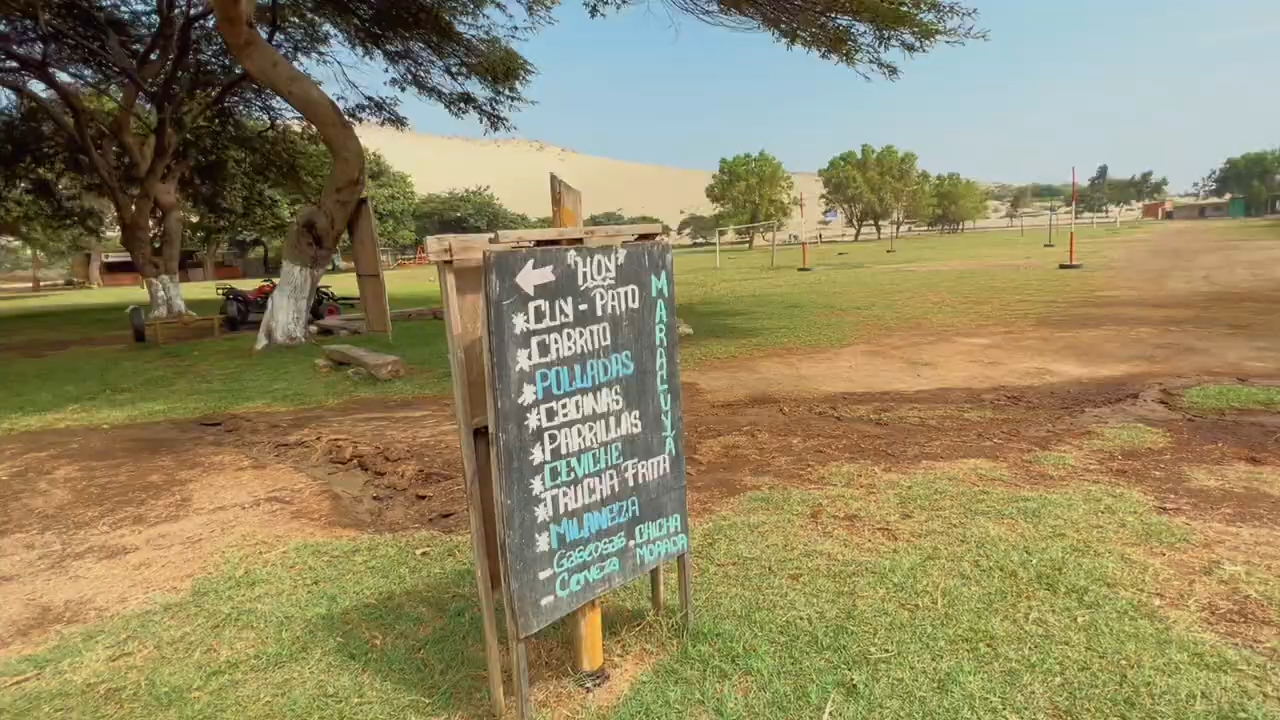 "HOY"
*CUY - PATO
*CABRITO
*POLLADAS
*CECINAS
*PARRILLAS
*CEVICHE
*TRUCHA FRITA
*MILANEZA
- Gaseosas
- Cerveza
- CHICHA MORADA
MARACUYA